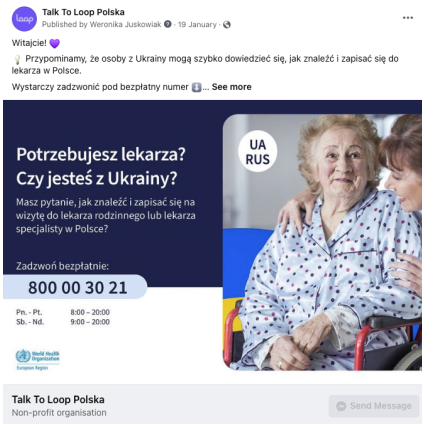 loop
Talk To Loop Polska
Published by Weronika Juskowiak · 19 January ·
Witajcie! 💜
💡 Przypominamy, że osoby z Ukrainy mogą szybko dowiedzieć się, jak znaleźć i zapisać się do
lekarza w Polsce.
Wystarczy zadzwonić pod bezpłatny numer ⬇️... See more
Potrzebujesz lekarza?
Czy jesteś z Ukrainy?
Masz pytanie, jak znaleźć i zapisać się na
wizytę do lekarza rodzinnego lub lekarza
specjalisty w Polsce?
Zadzwoń bezpłatnie:
800 00 30 21
Pn. - Pt. 8:00 – 20:00
Sb. - Nd. 9:00 – 20:00
UA
RUS
World Health
Organization
European Region
Talk To Loop Polska
Non-profit organisation
Send Message